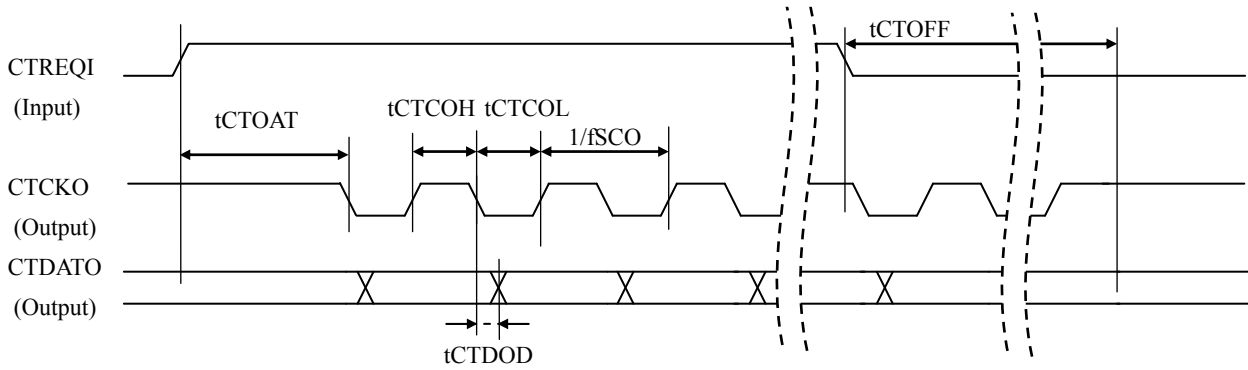 tCTOFF
CTREQI
(Input)
tCTOAT
tCTCOH
tCTCOL
1/fSCO
CTCKO
(Output)
CTDATO
(Output)
tCTDOD